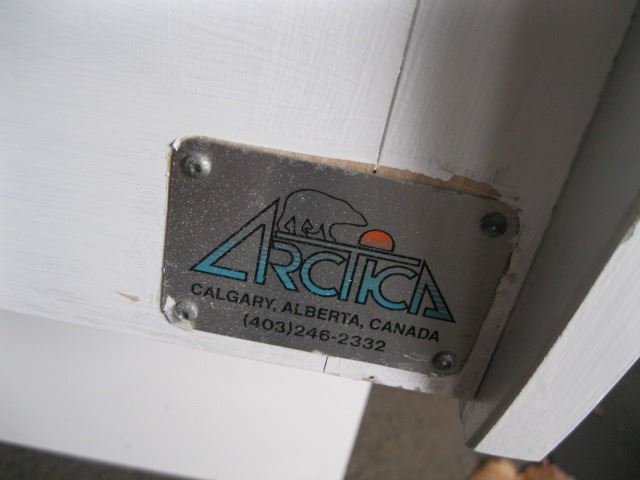 ARCTICA
CALGARY, ALBERTA, CANADA
(403)246-2332